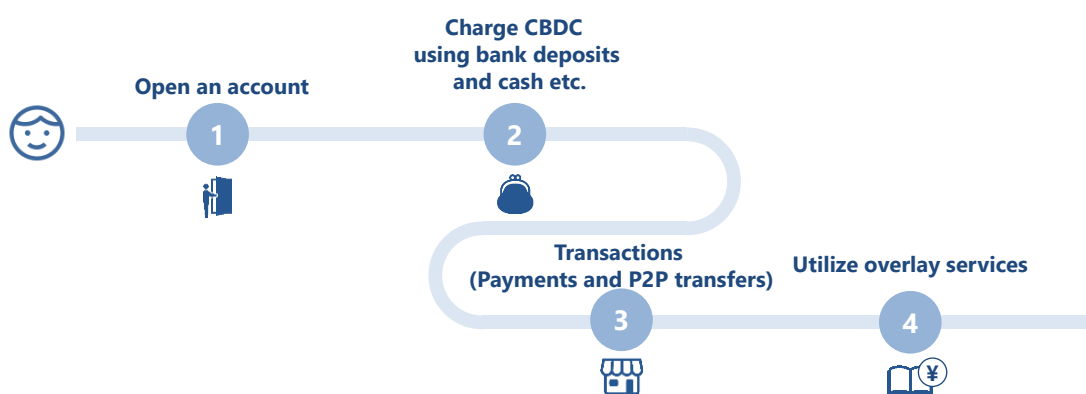 Open an account
1
Charge CBDC
using bank deposits
and cash etc.
2
Transactions
(Payments and P2P transfers)
3
Utilize overlay services
4
¥